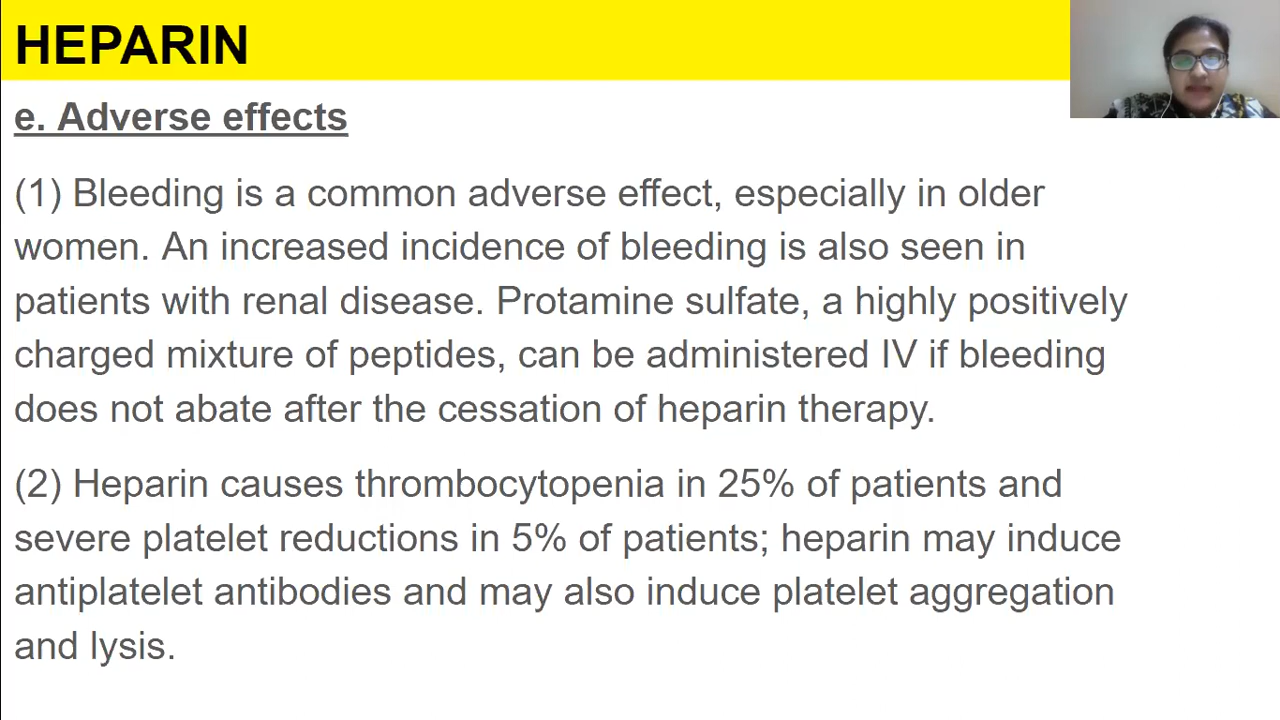 HEPARIN
e. Adverse effects
(1) Bleeding is a common adverse effect, especially in older
women. An increased incidence of bleeding is also seen in
patients with renal disease. Protamine sulfate, a highly positively
charged mixture of peptides, can be administered IV if bleeding
does not abate after the cessation of heparin therapy.
(2) Heparin causes thrombocytopenia in 25% of patients and
severe platelet reductions in 5% of patients; heparin may induce
antiplatelet antibodies and may also induce platelet aggregation
and lysis.